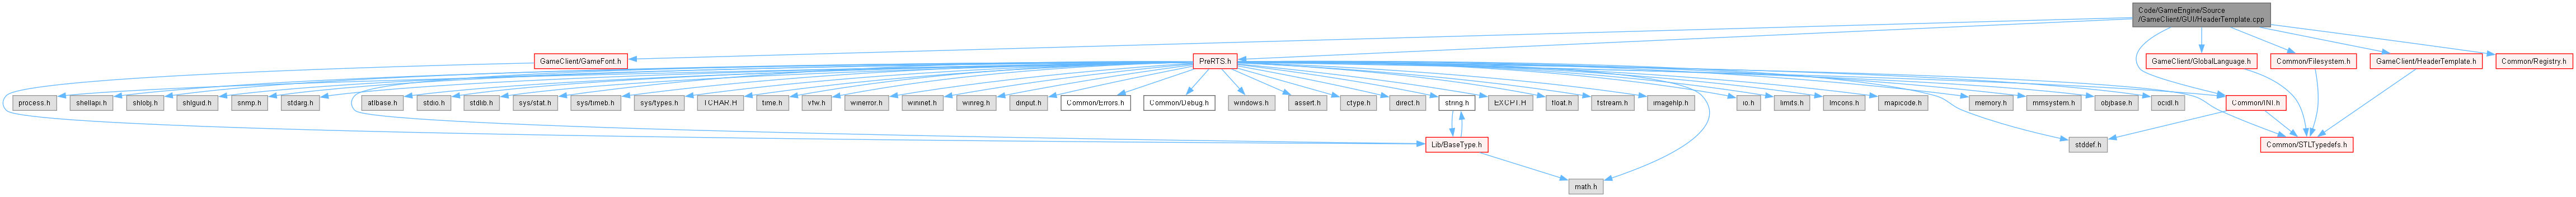 Code/GameEngine/Source
/GameClient/GUI/HeaderTemplate.cpp
GameClient/GameFont.h
PreRTS.h
GameClient/GlobalLanguage.h
Common/Filesystem.h
GameClient/HeaderTemplate.h
Common/Registry.h
process.h
shellapi.h
shlobj.h
shlguid.h
snmp.h
stdarg.h
atlbase.h
stdio.h
stdlib.h
sys/stat.h
sys/timeb.h
sys/types.h
TCHAR.H
time.h
vfw.h
winerror.h
wininet.h
winreg.h
dinput.h
Common/Errors.h
Common/Debug.h
windows.h
assert.h
ctype.h
direct.h
string.h
EXCPT.H
float.h
fstream.h
imagehlp.h
io.h
limits.h
lmcons.h
mapicode.h
memory.h
mmsystem.h
objbase.h
ocidl.h
Common/INI.h
Lib/BaseType.h
stddef.h
Common/STLTypedefs.h
math.h